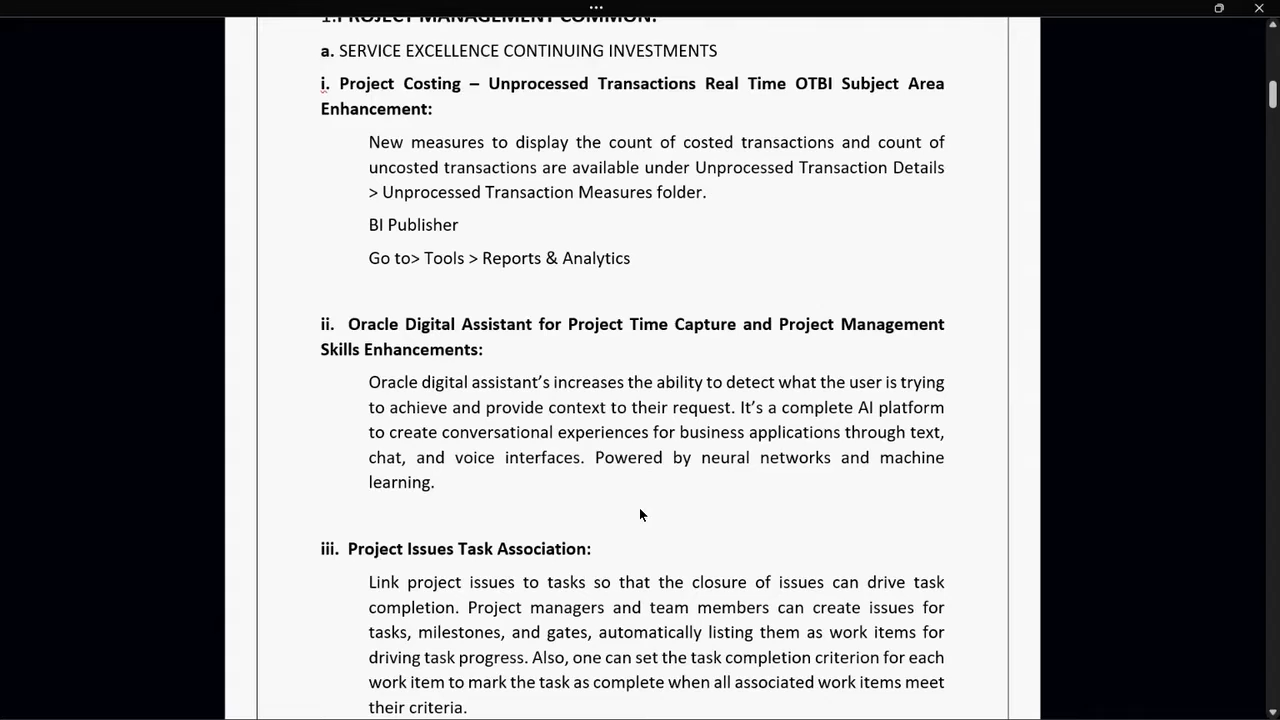 1.PROJECT MANAGEMENT COMMON:
a. SERVICE EXCELLENCE CONTINUING INVESTMENTS
i. Project Costing – Unprocessed Transactions Real Time OTBI Subject Area
Enhancement:
New measures to display the count of costed transactions and count of
uncosted transactions are available under Unprocessed Transaction Details
> Unprocessed Transaction Measures folder.
BI Publisher
Go to> Tools > Reports & Analytics
ii. Oracle Digital Assistant for Project Time Capture and Project Management
Skills Enhancements:
Oracle digital assistant’s increases the ability to detect what the user is trying
to achieve and provide context to their request. It’s a complete AI platform
to create conversational experiences for business applications through text,
chat, and voice interfaces. Powered by neural networks and machine
learning.
iii. Project Issues Task Association:
Link project issues to tasks so that the closure of issues can drive task
completion. Project managers and team members can create issues for
tasks, milestones, and gates, automatically listing them as work items for
driving task progress. Also, one can set the task completion criterion for each
work item to mark the task as complete when all associated work items meet
their criteria.